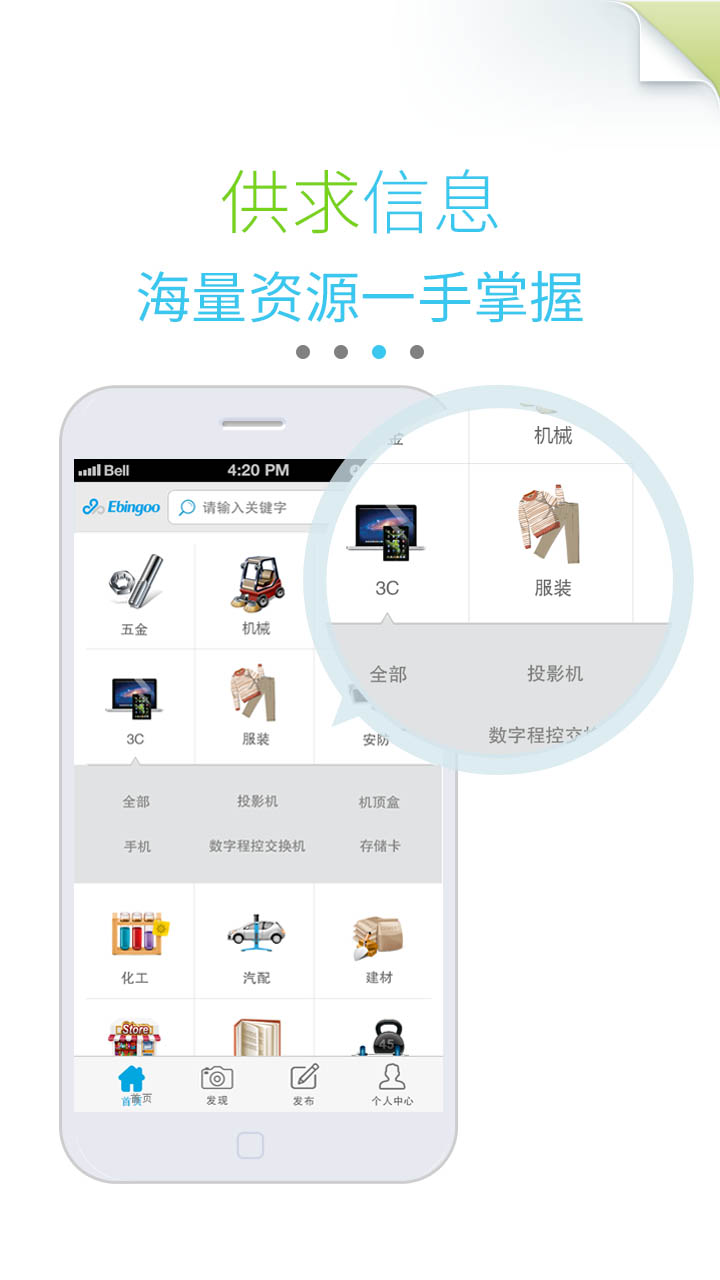 供求信息
海量资源一手掌握
Bell 4:20 PM
Ebingoo 请输入关键字
五金 机械
3C 服装 安防
全部 投影机 机顶盒
手机 数字程控交换机 存储卡
化工 汽配 建材
Store 45
首页 首页 发现 发布 个人中心
金 机械
3C 服装
全部 投影机
数字程控交